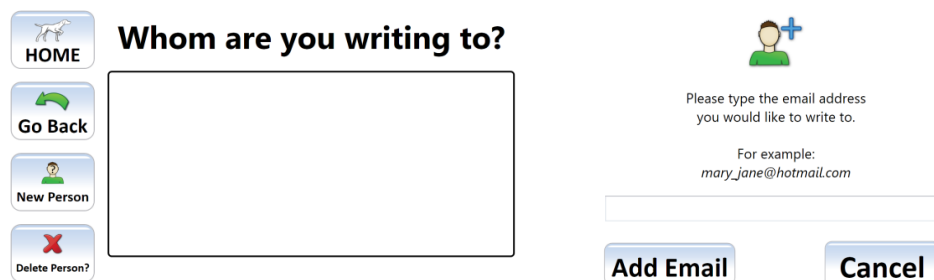 HOME
Whom are you writing to?
Go Back
New Person
Delete Person?
Please type the email address
you would like to write to.
For example:
mary_jane@hotmail.com
Add Email
Cancel